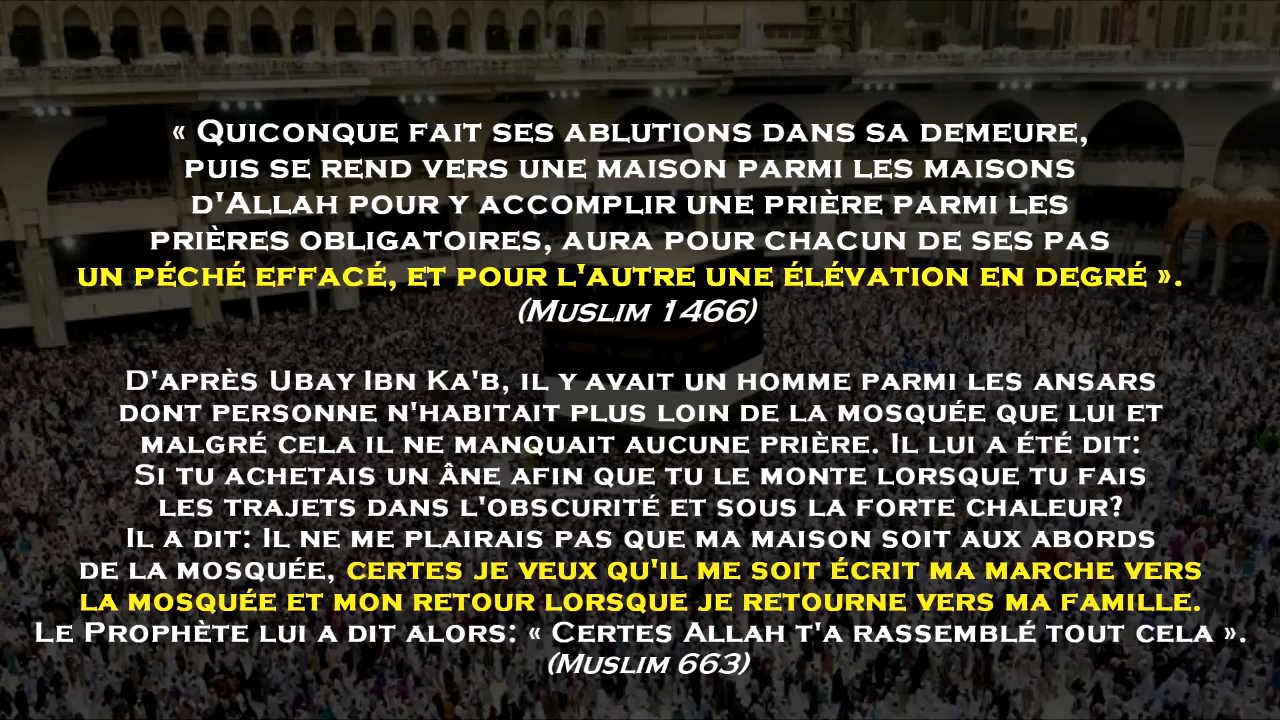 « Quiconque fait ses ablutions dans sa demeure,
puis se rend vers une maison parmi les maisons
d'Allah pour y accomplir une prière parmi les
prières obligatoires, aura pour chacun de ses pas
un péché effacé, et pour l'autre une élévation en degré ».
(Muslim 1466)
D'après Ubay Ibn Ka'b, il y avait un homme parmi les ansars
dont personne n'habitait plus loin de la mosquée que lui et
malgré cela il ne manquait aucune prière. Il lui a été dit:
Si tu achetais un âne afin que tu le monte lorsque tu fais
les trajets dans l'obscurité et sous la forte chaleur?
Il a dit: Il ne me plairais pas que ma maison soit aux abords
de la mosquée, certes je veux qu'il me soit écrit ma marche vers
la mosquée et mon retour lorsque je retourne vers ma famille.
Le Prophète lui a dit alors: « Certes Allah t'a rassemblé tout cela ».
(Muslim 663)